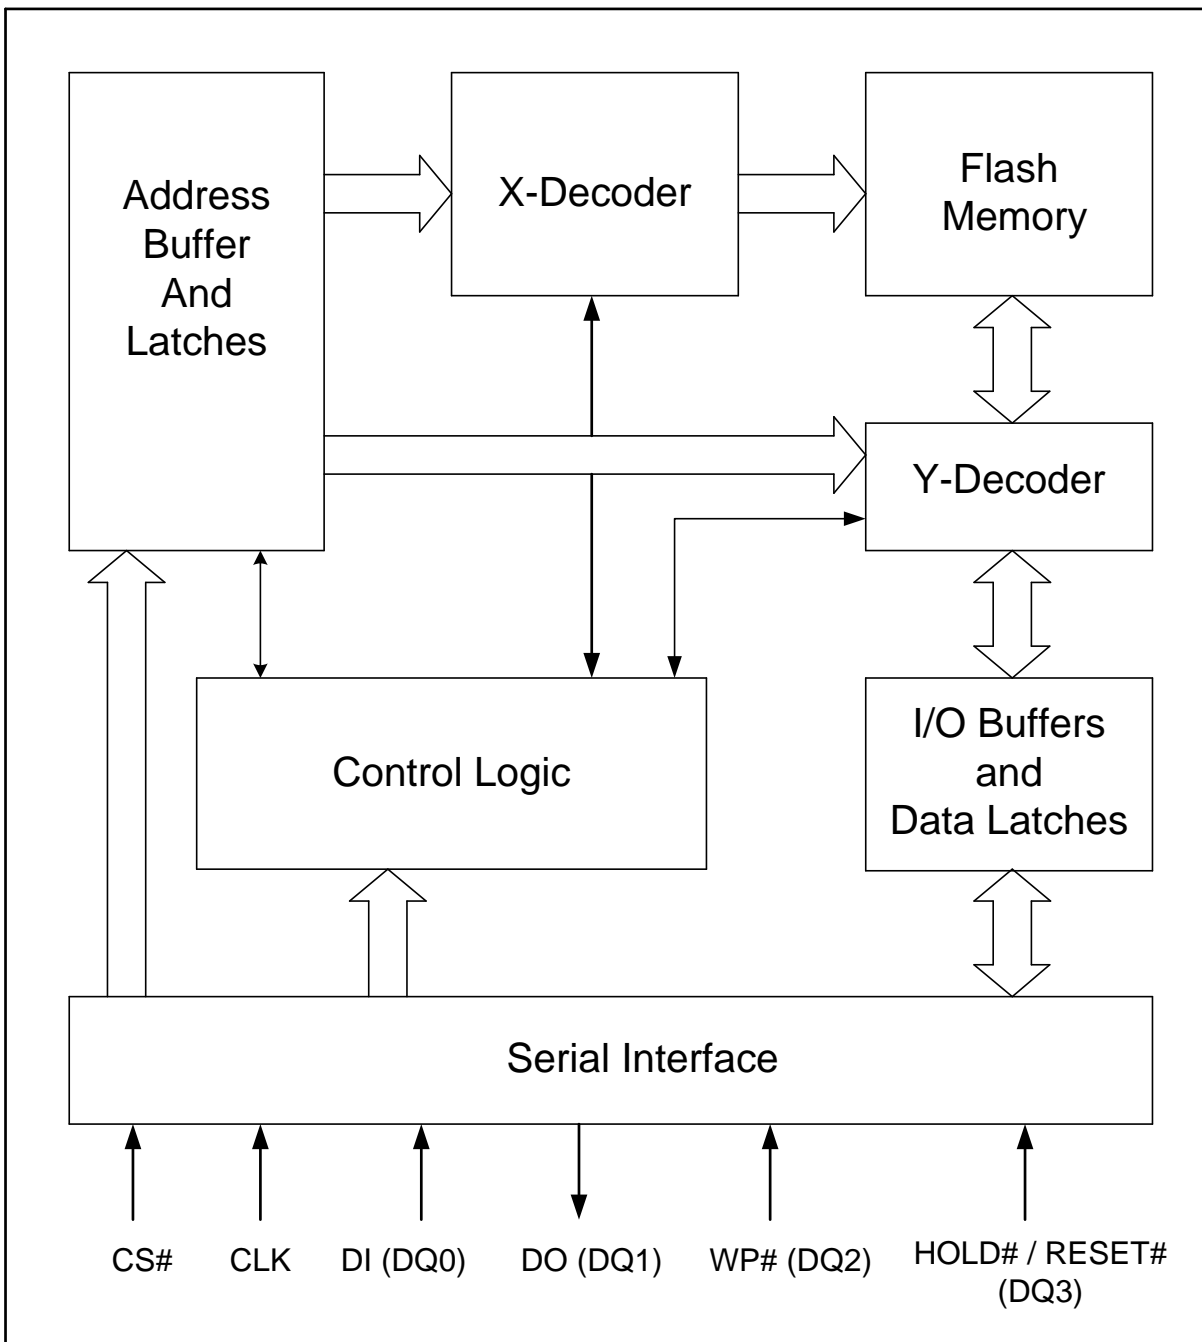 Address
Buffer
And
Latches
X-Decoder
Flash
Memory
Y-Decoder
Control Logic
I/O Buffers
and
Data Latches
Serial Interface
CS#
CLK
DI (DQ0)
DO (DQ1)
WP# (DQ2)
HOLD# / RESET#
(DQ3)